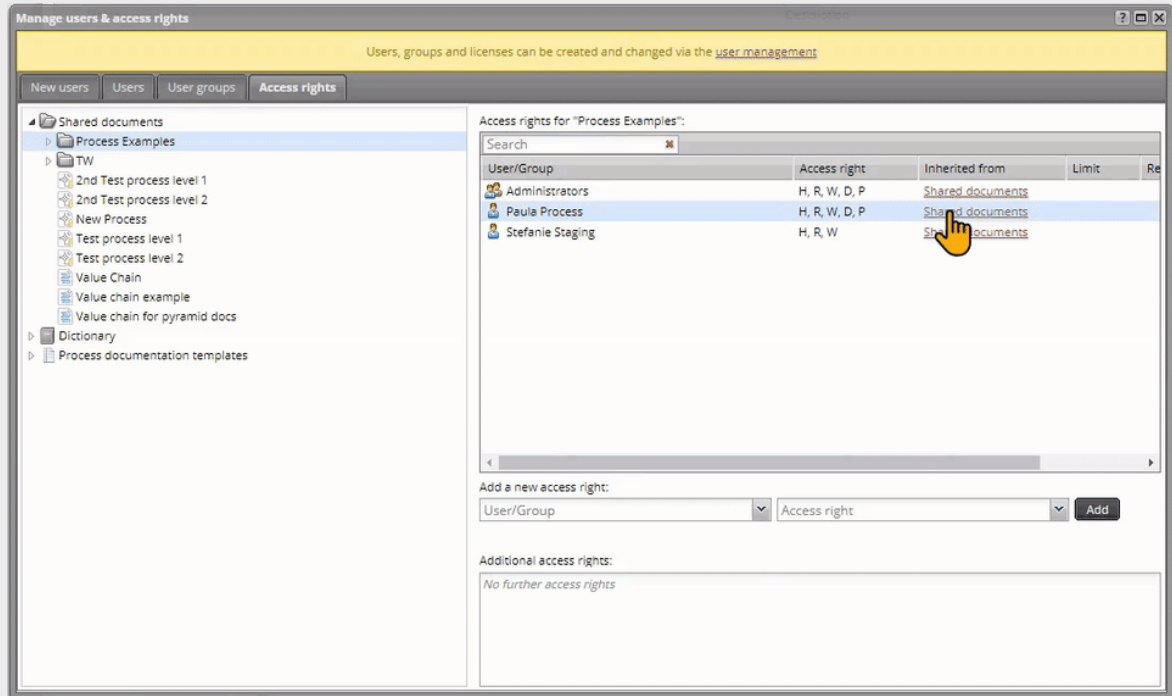 Manage users & access rights
Users, groups and licenses can be created and changed via the user management
New users Users User groups Access rights
Shared documents
Process Examples
TW
2nd Test process level 1
2nd Test process level 2
New Process
Test process level 1
Test process level 2
Value Chain
Value chain example
Value chain for pyramid docs
Dictionary
Process documentation templates
Access rights for "Process Examples":
Search
User/Group Access right Inherited from Limit Re
Administrators H, R, W, D, P Shared documents
Paula Process H, R, W, D, P Shared documents
Stefanie Staging H, R, W
Add a new access right:
User/Group Access right Add
Additional access rights:
No further access rights